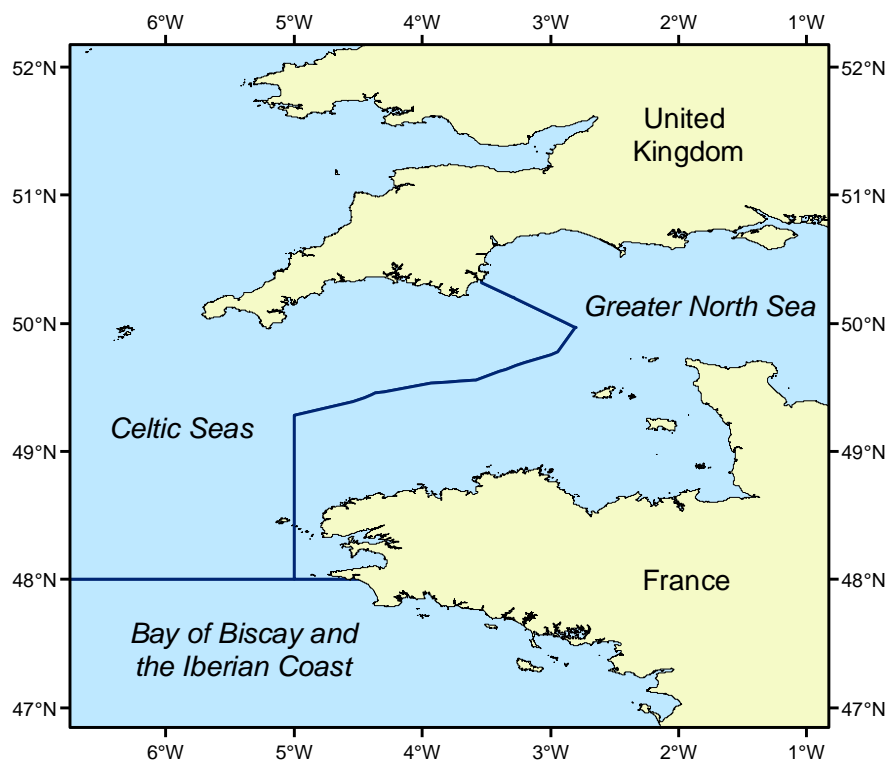 6°W 5°W 4°W 3°W 2°W 1°W
52°N 52°N
United
Kingdom
51°N 51°N
Greater North Sea
50°N 50°N
Celtic Seas
49°N 49°N
France
48°N 48°N
Bay of Biscay and
the Iberian Coast
47°N 47°N
6°W 5°W 4°W 3°W 2°W 1°W